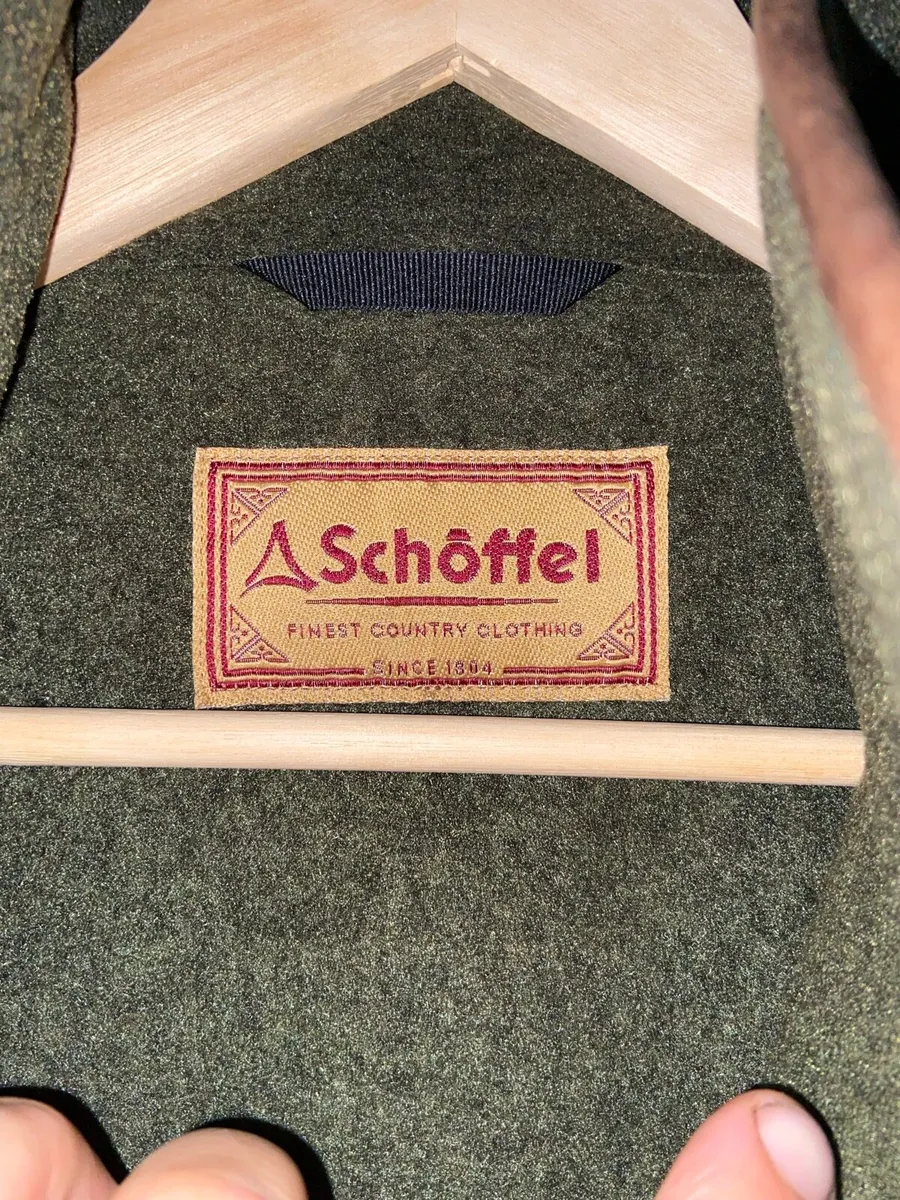 Schöffel
FINEST COUNTRY CLOTHING
SINCE 1804